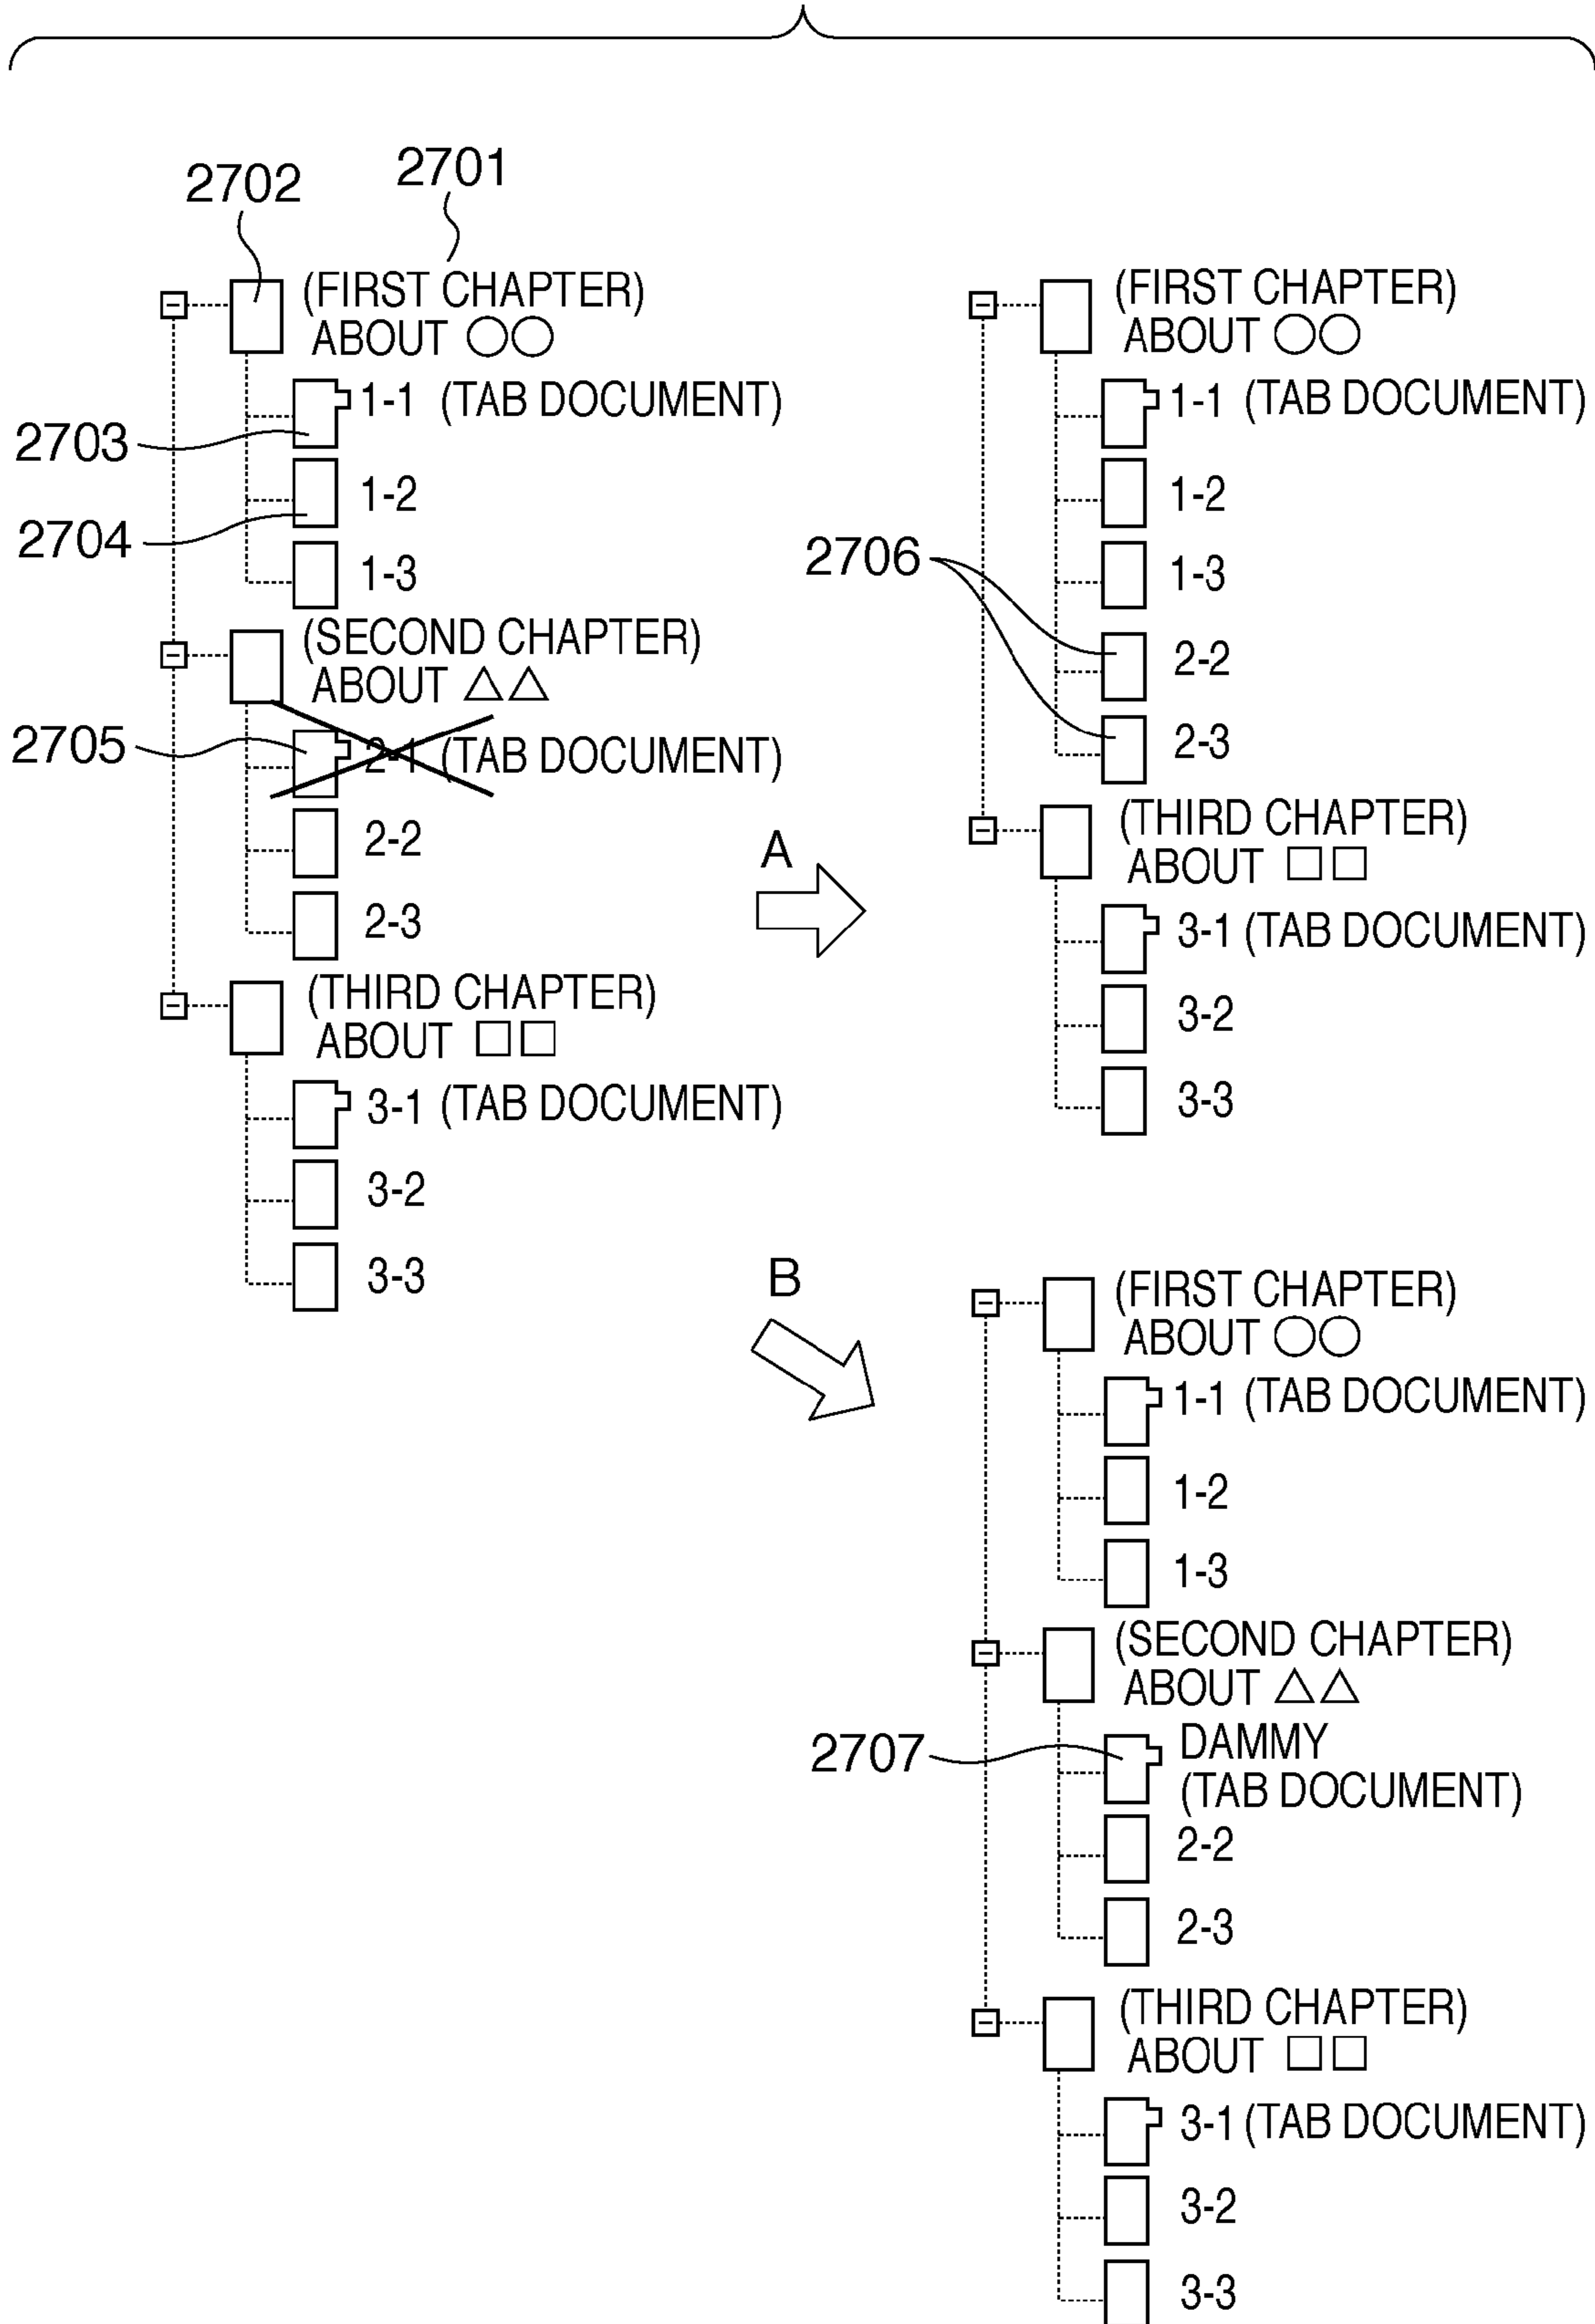 2702
2701
(FIRST CHAPTER)
ABOUT ○○
2703
1-1 (TAB DOCUMENT)
2704
1-2
1-3
(SECOND CHAPTER)
ABOUT △△
2705
2-1 (TAB DOCUMENT)
2-2
2-3
(THIRD CHAPTER)
ABOUT □□
3-1 (TAB DOCUMENT)
3-2
3-3
A
(FIRST CHAPTER)
ABOUT ○○
1-1 (TAB DOCUMENT)
1-2
2706
1-3
2-2
2-3
(THIRD CHAPTER)
ABOUT □□
3-1 (TAB DOCUMENT)
3-2
3-3
B
(FIRST CHAPTER)
ABOUT ○○
1-1 (TAB DOCUMENT)
1-2
1-3
(SECOND CHAPTER)
ABOUT △△
2707
DAMMY
(TAB DOCUMENT)
2-2
2-3
(THIRD CHAPTER)
ABOUT □□
3-1 (TAB DOCUMENT)
3-2
3-3